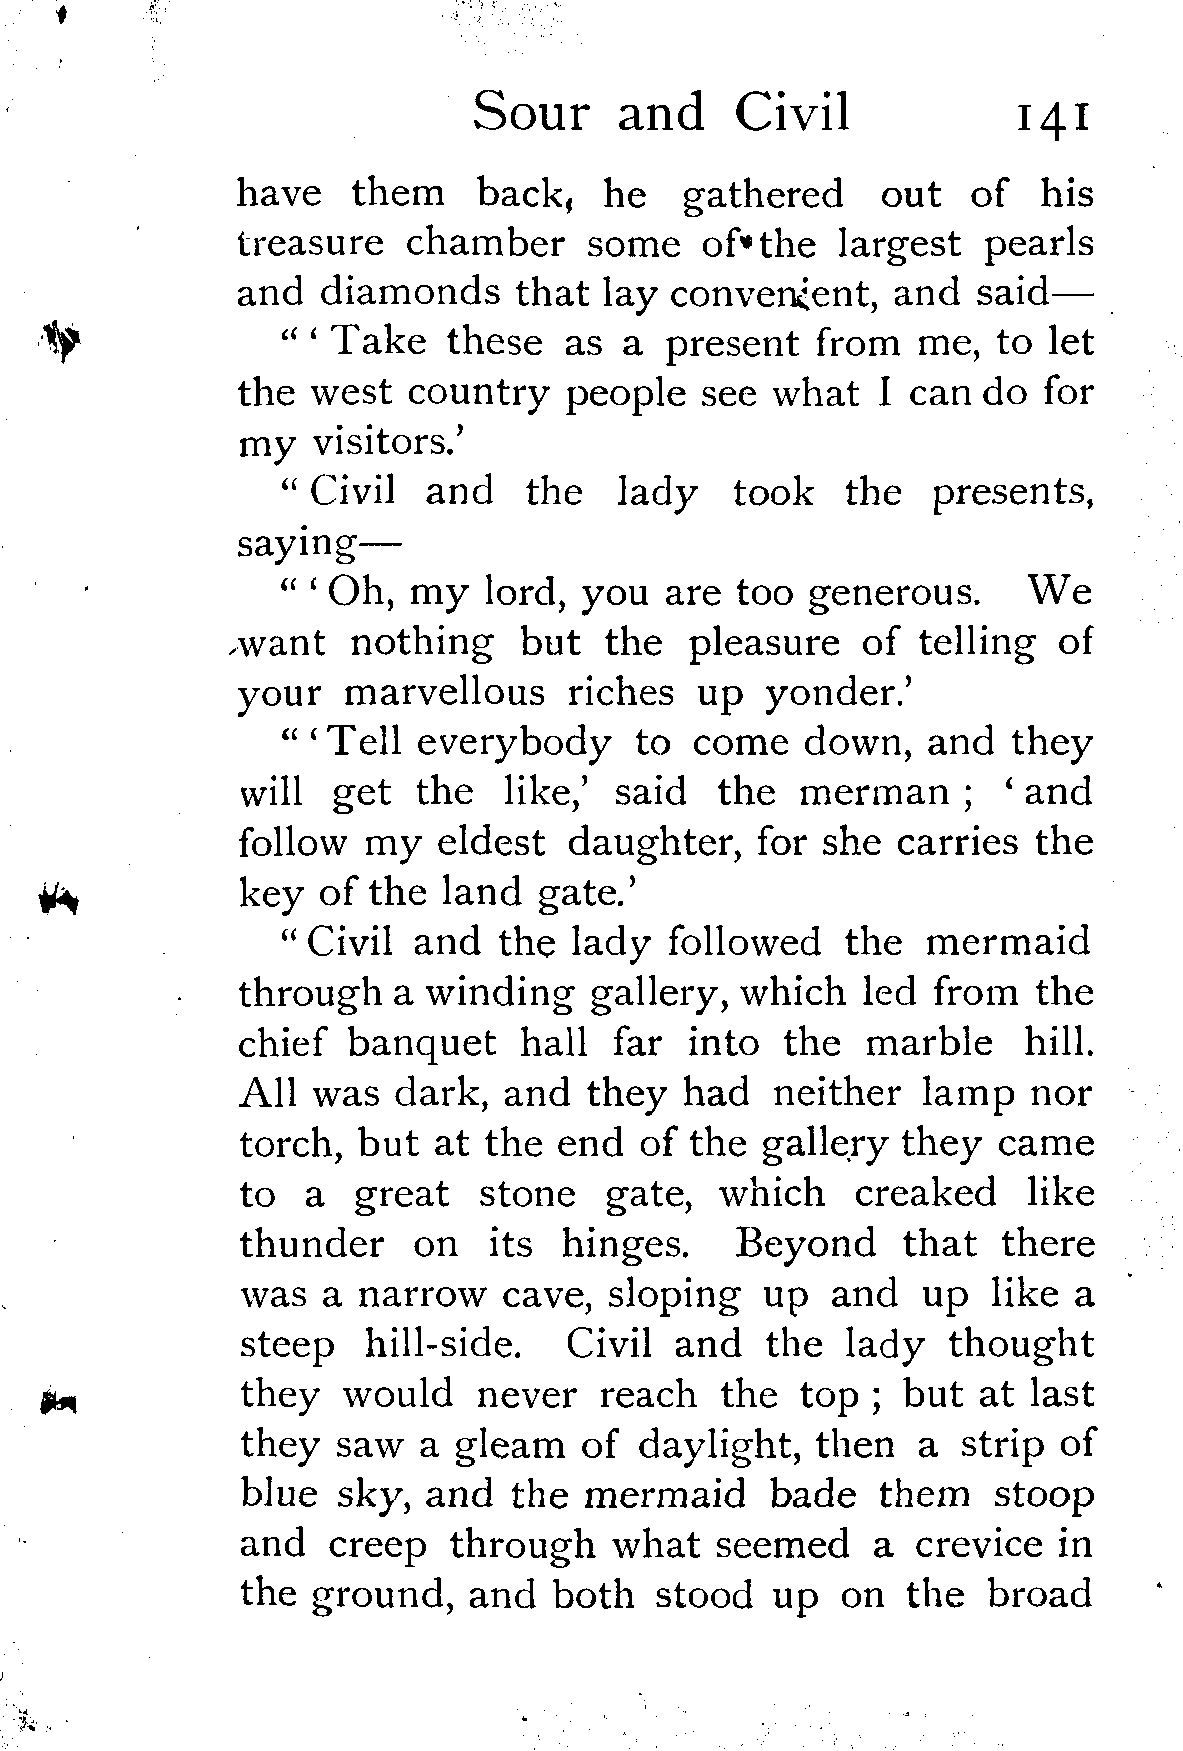 Sour and Civil 141
have them back, he gathered out of his
treasure chamber some of the largest pearls
and diamonds that lay convenient, and said—
“ ‘ Take these as a present from me, to let
the west country people see what I can do for
my visitors.’
“ Civil and the lady took the presents,
saying—
“ ‘ Oh, my lord, you are too generous. We
want nothing but the pleasure of telling of
your marvellous riches up yonder.’
“ ‘ Tell everybody to come down, and they
will get the like,’ said the merman ; ‘ and
follow my eldest daughter, for she carries the
key of the land gate.’
“ Civil and the lady followed the mermaid
through a winding gallery, which led from the
chief banquet hall far into the marble hill.
All was dark, and they had neither lamp nor
torch, but at the end of the gallery they came
to a great stone gate, which creaked like
thunder on its hinges. Beyond that there
was a narrow cave, sloping up and up like a
steep hill-side. Civil and the lady thought
they would never reach the top ; but at last
they saw a gleam of daylight, then a strip of
blue sky, and the mermaid bade them stoop
and creep through what seemed a crevice in
the ground, and both stood up on the broad